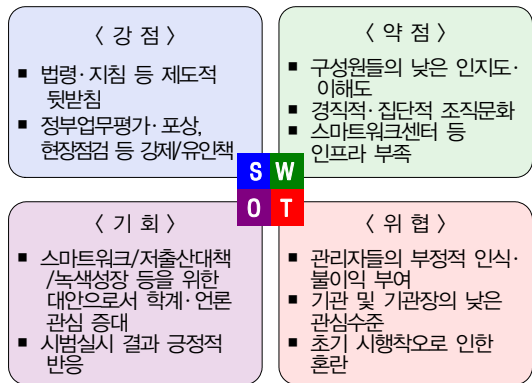 〈 강 점 〉
▪ 법령·지침 등 제도적
뒷받침
▪ 정부업무평가·포상,
현장점검 등 강제/유인책
〈 약 점 〉
▪ 구성원들의 낮은 인지도·
이해도
▪ 경직적·집단적 조직문화
▪ 스마트워크센터 등
인프라 부족
S W
O T
〈 기 회 〉
▪ 스마트워크/저출산대책
/녹색성장 등을 위한
대안으로서 학계·언론
관심 증대
▪ 시범실시 결과 긍정적
반응
〈 위 협 〉
▪ 관리자들의 부정적 인식·
불이익 부여
▪ 기관 및 기관장의 낮은
관심수준
▪ 초기 시행착오로 인한
혼란